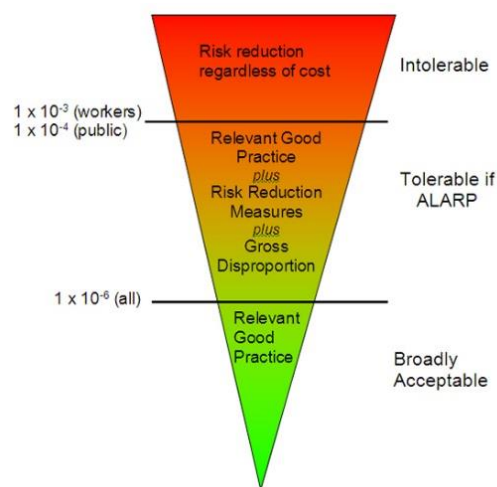 Risk reduction
regardless of cost
Intolerable
1 x 10⁻³ (workers)
1 x 10⁻⁴ (public)
Relevant Good
Practice
plus
Risk Reduction
Measures
plus
Gross
Disproportion
Tolerable if
ALARP
1 x 10⁻⁶ (all)
Relevant
Good
Practice
Broadly
Acceptable